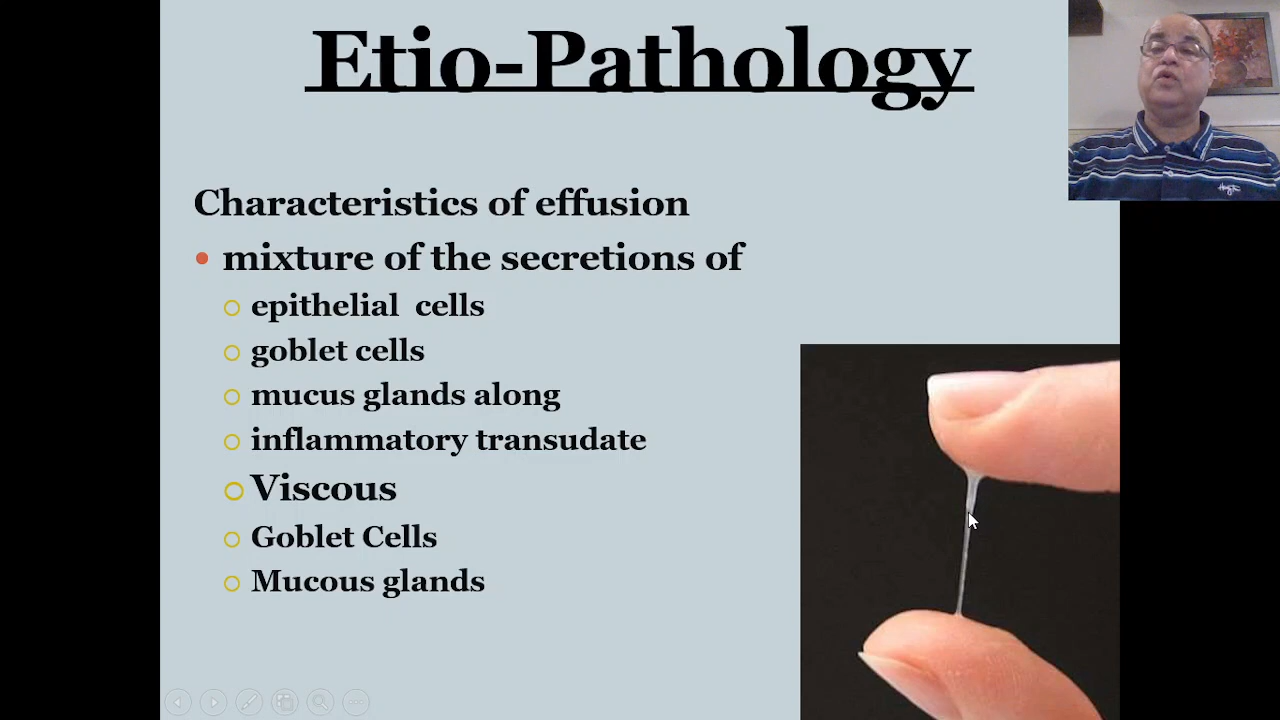 Etio-Pathology
Characteristics of effusion
mixture of the secretions of
epithelial cells
goblet cells
mucus glands along
inflammatory transudate
Viscous
Goblet Cells
Mucous glands